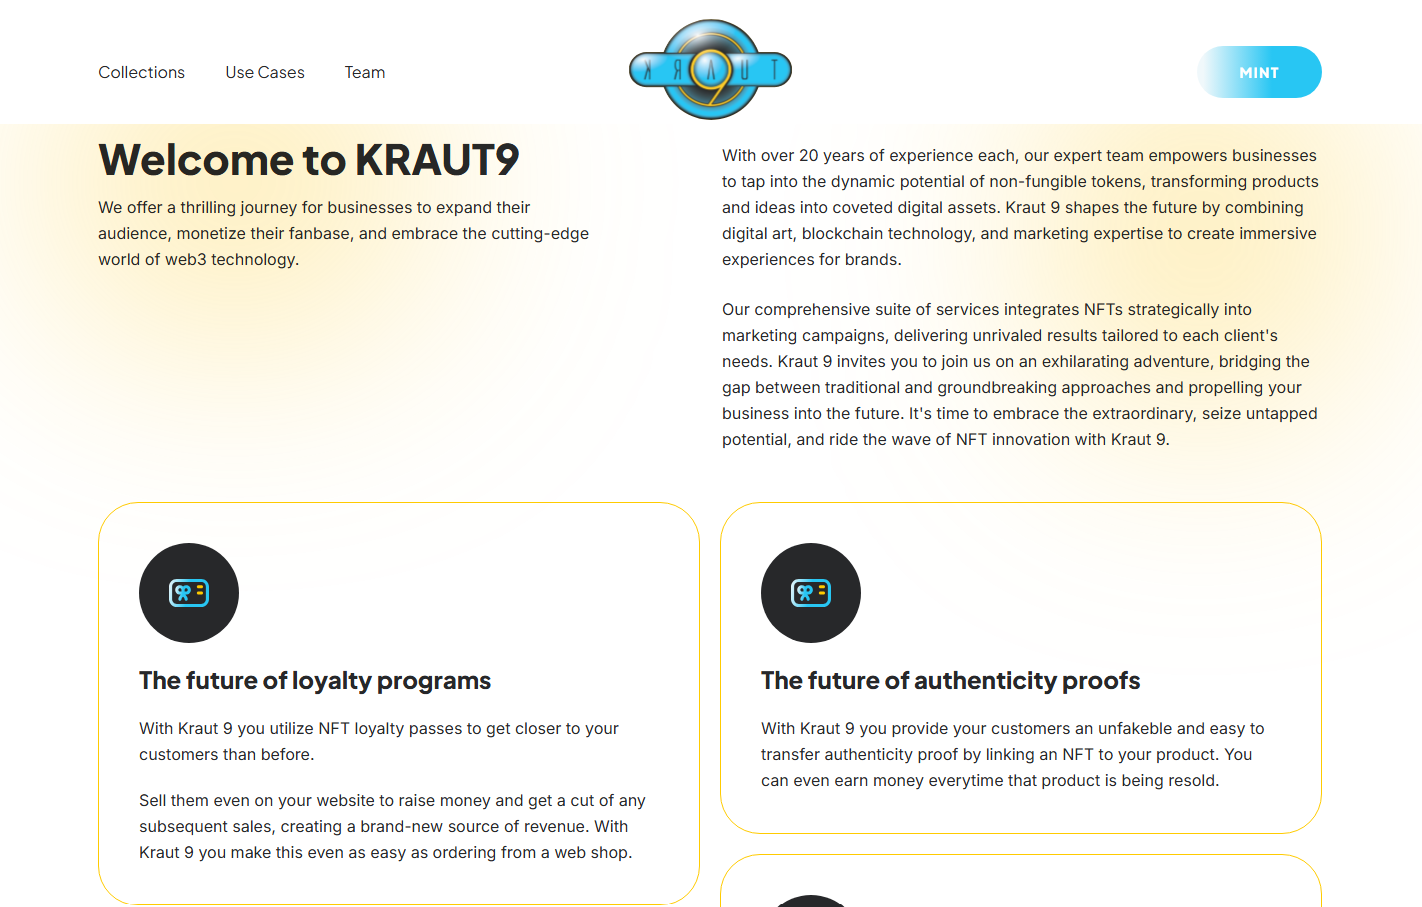 Collections
Use Cases
Team
KRAUT
9
MINT
Welcome to KRAUT9
We offer a thrilling journey for businesses to expand their
audience, monetize their fanbase, and embrace the cutting-edge
world of web3 technology.
With over 20 years of experience each, our expert team empowers businesses
to tap into the dynamic potential of non-fungible tokens, transforming products
and ideas into coveted digital assets. Kraut 9 shapes the future by combining
digital art, blockchain technology, and marketing expertise to create immersive
experiences for brands.
Our comprehensive suite of services integrates NFTs strategically into
marketing campaigns, delivering unrivaled results tailored to each client's
needs. Kraut 9 invites you to join us on an exhilarating adventure, bridging the
gap between traditional and groundbreaking approaches and propelling your
business into the future. It's time to embrace the extraordinary, seize untapped
potential, and ride the wave of NFT innovation with Kraut 9.
The future of loyalty programs
With Kraut 9 you utilize NFT loyalty passes to get closer to your
customers than before.
Sell them even on your website to raise money and get a cut of any
subsequent sales, creating a brand-new source of revenue. With
Kraut 9 you make this even as easy as ordering from a web shop.
The future of authenticity proofs
With Kraut 9 you provide your customers an unfakeble and easy to
transfer authenticity proof by linking an NFT to your product. You
can even earn money everytime that product is being resold.